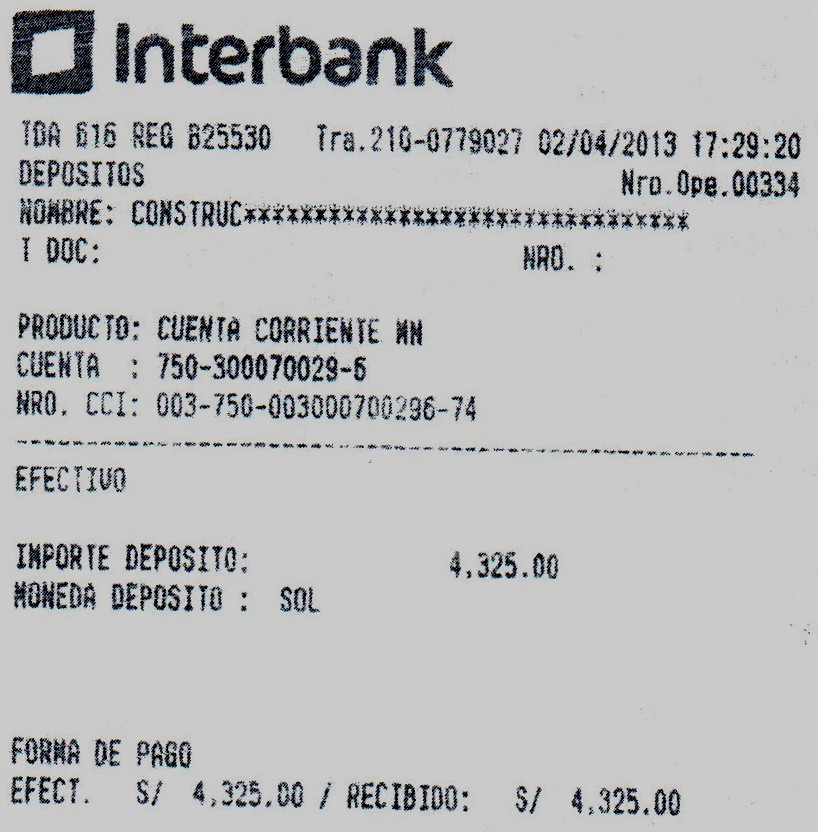 Interbank
TDA 616 REG B25530 Tra.210-0779027 02/04/2013 17:29:20
DEPOSITOS Nro.Ope.00334
NOMBRE: CONSTRUC*********************************
T DOC: NRO. :
PRODUCTO: CUENTA CORRIENTE MN
CUENTA : 750-300070029-6
NRO. CCI: 003-750-003000700296-74
EFECTIVO
IMPORTE DEPOSITO: 4,325.00
MONEDA DEPOSITO : SOL
FORMA DE PAGO
EFECT. S/ 4,325.00 / RECIBIDO: S/ 4,325.00